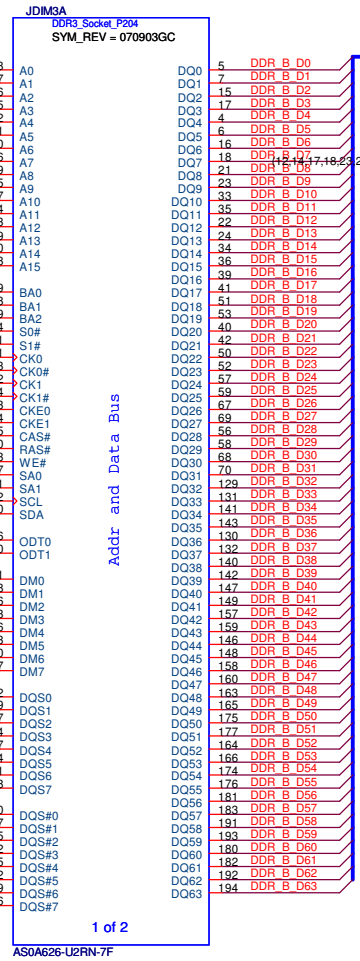 JDIM3A
DDR3_Socket_P204
SYM_REV = 070903GC
A0 DQ0 5 DDR_B_D0
A1 DQ1 7 DDR_B_D1
A2 DQ2 15 DDR_B_D2
A3 DQ3 17 DDR_B_D3
A4 DQ4 4 DDR_B_D4
A5 DQ5 6 DDR_B_D5
A6 DQ6 16 DDR_B_D6
A7 DQ7 18 DDR_B_D7
A8 DQ8 21 DDR_B_D8
A9 DQ9 23 DDR_B_D9
A10 DQ10 33 DDR_B_D10
A11 DQ11 35 DDR_B_D11
A12 DQ12 22 DDR_B_D12
A13 DQ13 24 DDR_B_D13
A14 DQ14 34 DDR_B_D14
A15 DQ15 36 DDR_B_D15
DQ16 39 DDR_B_D16
BA0 DQ17 41 DDR_B_D17
BA1 DQ18 51 DDR_B_D18
BA2 DQ19 53 DDR_B_D19
S0# DQ20 40 DDR_B_D20
S1# DQ21 42 DDR_B_D21
CK0 DQ22 50 DDR_B_D22
CK0# DQ23 52 DDR_B_D23
CK1 DQ24 57 DDR_B_D24
CK1# DQ25 59 DDR_B_D25
CKE0 DQ26 67 DDR_B_D26
CKE1 DQ27 69 DDR_B_D27
CAS# DQ28 56 DDR_B_D28
RAS# DQ29 58 DDR_B_D29
WE# DQ30 68 DDR_B_D30
SA0 DQ31 70 DDR_B_D31
SA1 DQ32 129 DDR_B_D32
SCL DQ33 131 DDR_B_D33
SDA DQ34 141 DDR_B_D34
DQ35 143 DDR_B_D35
ODT0 DQ36 130 DDR_B_D36
ODT1 DQ37 132 DDR_B_D37
DQ38 140 DDR_B_D38
DM0 DQ39 142 DDR_B_D39
DM1 DQ40 147 DDR_B_D40
DM2 DQ41 149 DDR_B_D41
DM3 DQ42 157 DDR_B_D42
DM4 DQ43 159 DDR_B_D43
DM5 DQ44 146 DDR_B_D44
DM6 DQ45 148 DDR_B_D45
DM7 DQ46 158 DDR_B_D46
DQ47 160 DDR_B_D47
DQS0 DQ48 163 DDR_B_D48
DQS1 DQ49 165 DDR_B_D49
DQS2 DQ50 175 DDR_B_D50
DQS3 DQ51 177 DDR_B_D51
DQS4 DQ52 164 DDR_B_D52
DQS5 DQ53 166 DDR_B_D53
DQS6 DQ54 174 DDR_B_D54
DQS7 DQ55 176 DDR_B_D55
DQ56 181 DDR_B_D56
DQS#0 DQ57 183 DDR_B_D57
DQS#1 DQ58 191 DDR_B_D58
DQS#2 DQ59 193 DDR_B_D59
DQS#3 DQ60 180 DDR_B_D60
DQS#4 DQ61 182 DDR_B_D61
DQS#5 DQ62 192 DDR_B_D62
DQS#6 DQ63 194 DDR_B_D63
DQS#7
Addr and Data Bus
1 of 2
AS0A626-U2RN-7F